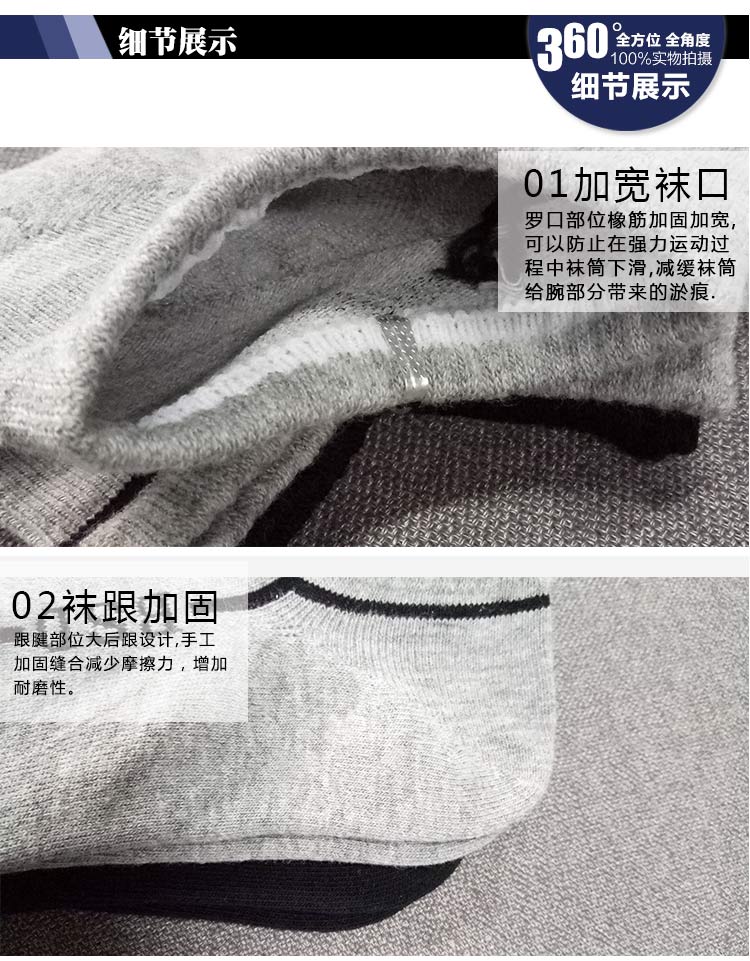 细节展示
360°全方位 全角度
100%实物拍摄
细节展示
01加宽袜口
罗口部位橡筋加固加宽,
可以防止在强力运动过
程中袜筒下滑,减缓袜筒
给腕部分带来的淤痕.
02袜跟加固
跟腱部位大后跟设计,手工
加固缝合减少摩擦力，增加
耐磨性。